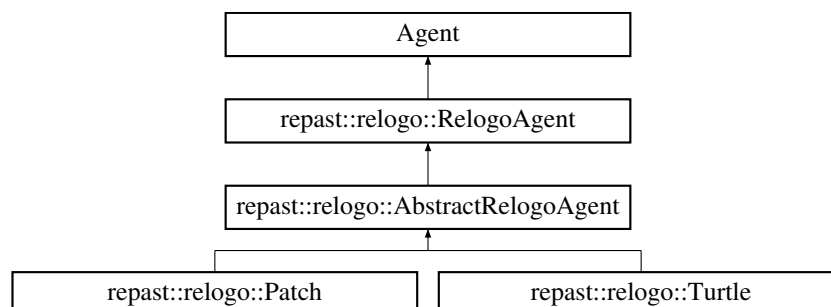 Agent
repast::relogo::RelogoAgent
repast::relogo::AbstractRelogoAgent
repast::relogo::Patch repast::relogo::Turtle